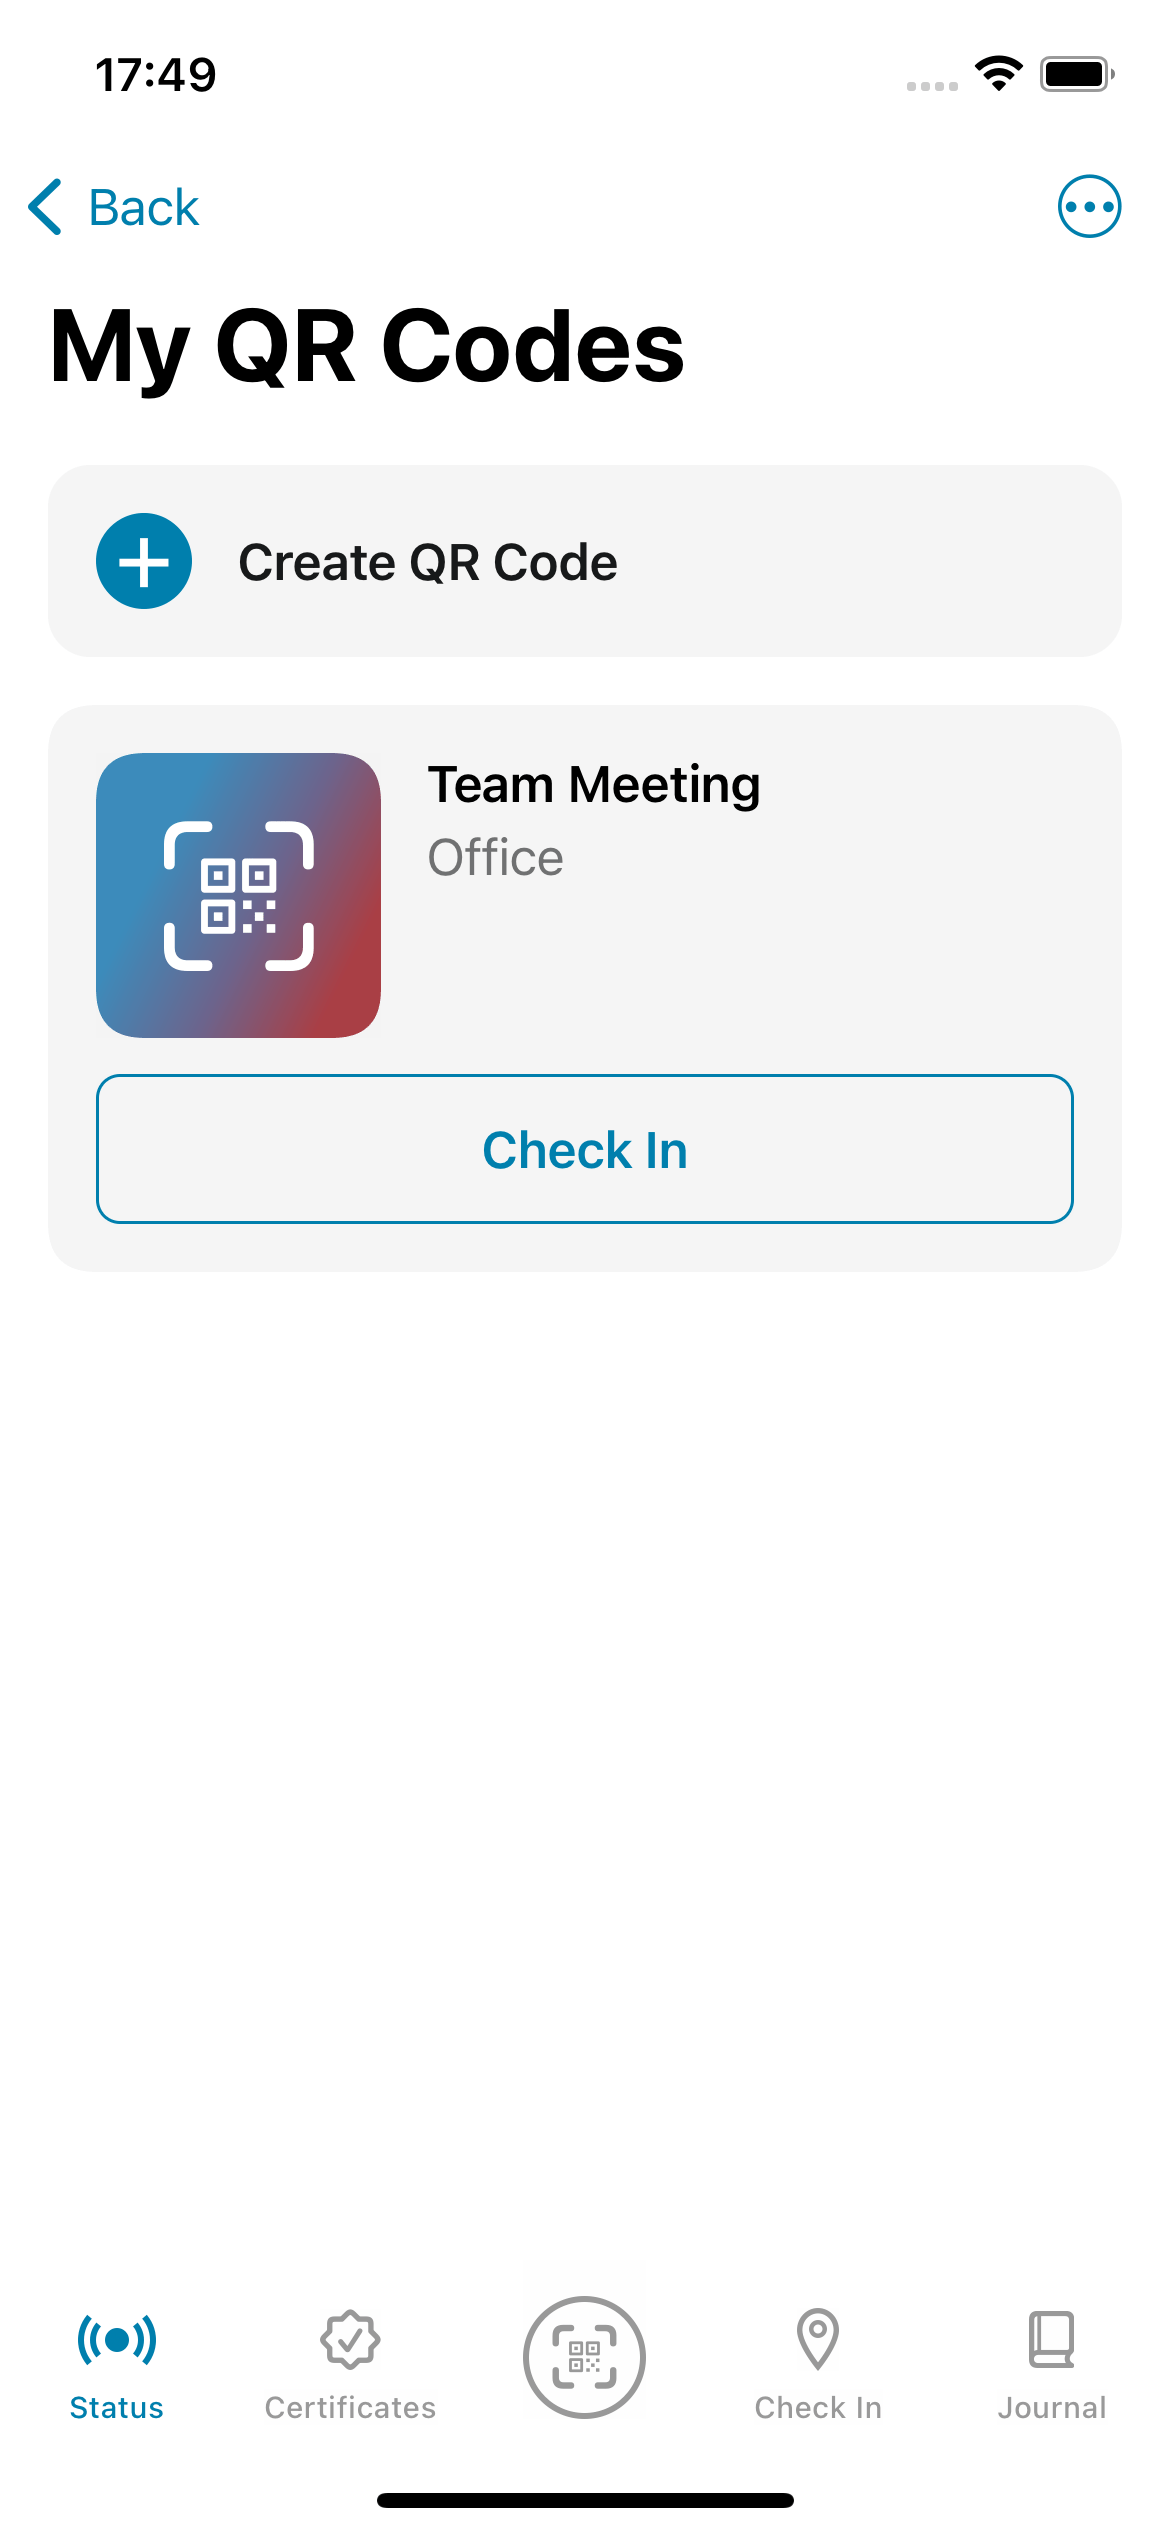 17:49
Back
My QR Codes
Create QR Code
Team Meeting
Office
Check In
Status
Certificates
Check In
Journal